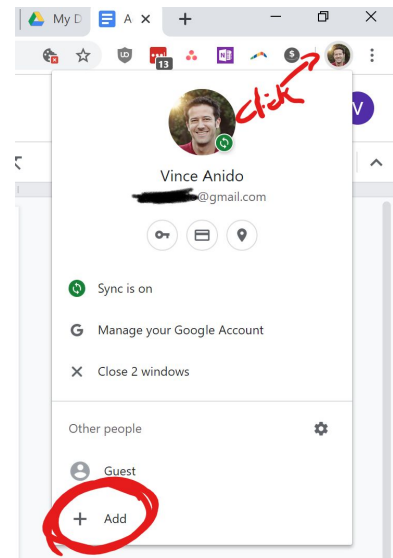 My D
A
13
S
click
V
Vince Anido
@gmail.com
Sync is on
G Manage your Google Account
Close 2 windows
Other people
Guest
+ Add